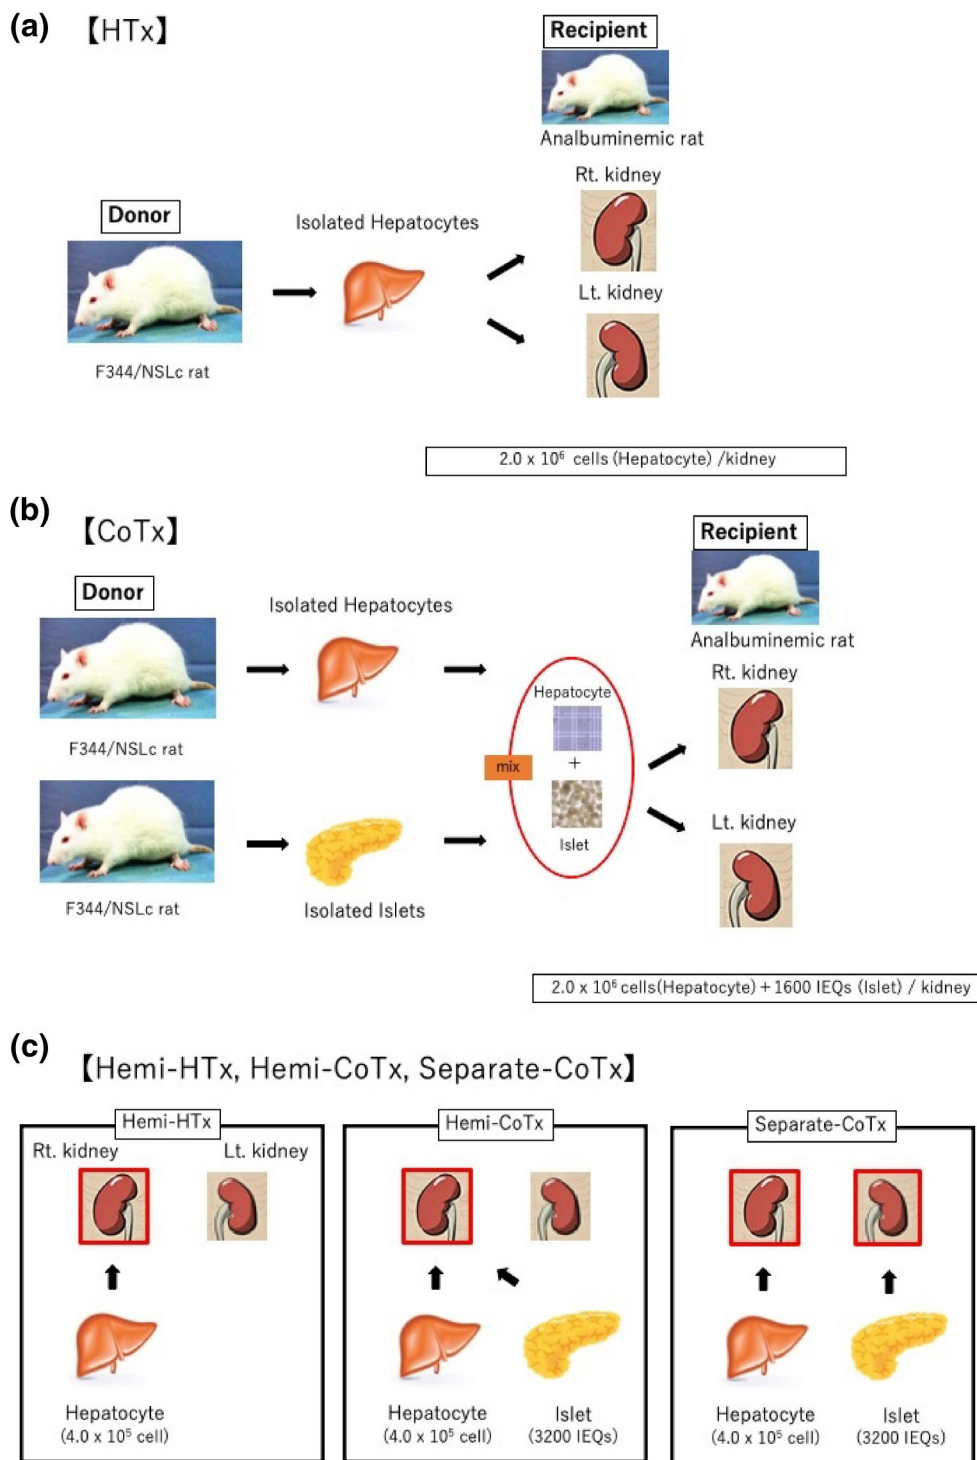 (a) 【HTx】
Recipient
Analbuminemic rat
Rt. kidney
Donor
Isolated Hepatocytes
Lt. kidney
F344/NSLc rat
2.0 x 10⁶ cells (Hepatocyte) /kidney
(b) 【CoTx】
Recipient
Donor
Isolated Hepatocytes
Analbuminemic rat
Rt. kidney
Hepatocyte
F344/NSLc rat
mix
+
Lt. kidney
Islet
F344/NSLc rat
Isolated Islets
2.0 x 10⁶ cells(Hepatocyte) + 1600 IEQs (Islet) / kidney
(c) 【Hemi-HTx, Hemi-CoTx, Separate-CoTx】
Hemi-HTx
Rt. kidney Lt. kidney
Hepatocyte
(4.0 x 10⁵ cell)
Hemi-CoTx
Hepatocyte Islet
(4.0 x 10⁵ cell) (3200 IEQs)
Separate-CoTx
Hepatocyte Islet
(4.0 x 10⁵ cell) (3200 IEQs)